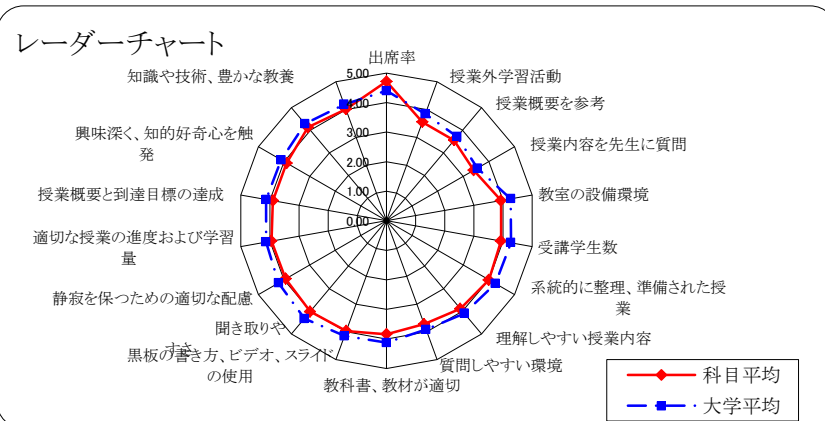 レーダーチャート
出席率
授業外学習活動
授業概要を参考
授業内容を先生に質問
教室の設備環境
受講学生数
系統的に整理、準備された授
業
理解しやすい授業内容
質問しやすい環境
教科書、教材が適切
黒板の書き方、ビデオ、スライド
の使用
聞き取りや
すさ
静寂を保つための適切な配慮
適切な授業の進度および学習
量
授業概要と到達目標の達成
興味深く、知的好奇心を触
発
知識や技術、豊かな教養
5.00
4.00
3.00
2.00
1.00
0.00
科目平均
大学平均